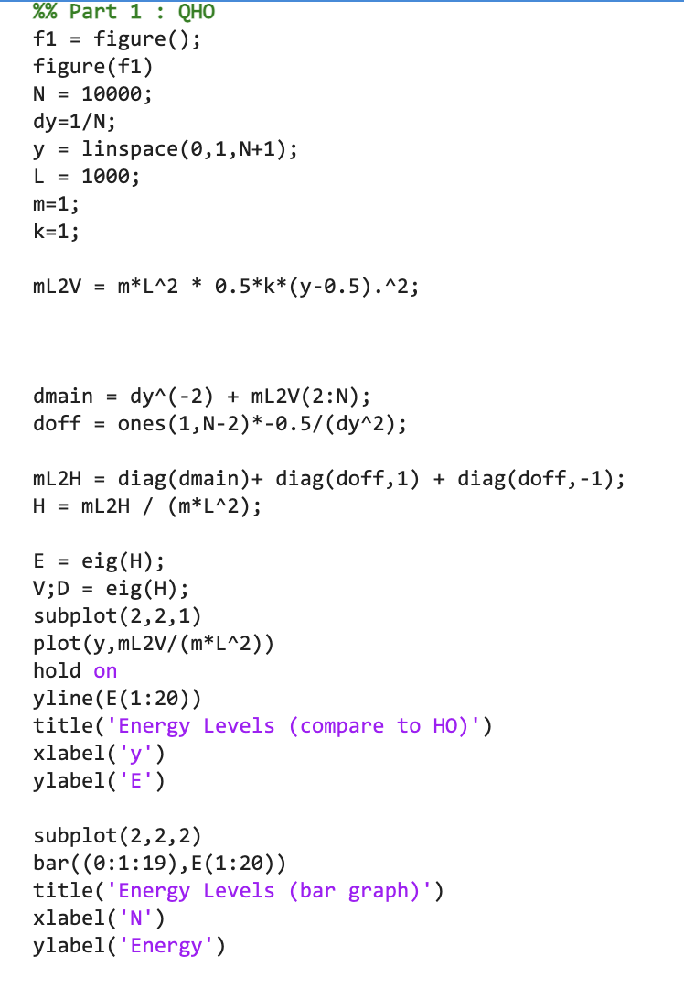 %% Part 1 : QHO
f1 = figure();
figure(f1)
N = 10000;
dy=1/N;
y = linspace(0,1,N+1);
L = 1000;
m=1;
k=1;
mL2V = m*L^2 * 0.5*k*(y-0.5).^2;
dmain = dy^(-2) + mL2V(2:N);
doff = ones(1,N-2)*-0.5/(dy^2);
mL2H = diag(dmain)+ diag(doff,1) + diag(doff,-1);
H = mL2H / (m*L^2);
E = eig(H);
V;D = eig(H);
subplot(2,2,1)
plot(y,mL2V/(m*L^2))
hold on
yline(E(1:20))
title('Energy Levels (compare to HO)')
xlabel('y')
ylabel('E')
subplot(2,2,2)
bar((0:1:19),E(1:20))
title('Energy Levels (bar graph)')
xlabel('N')
ylabel('Energy')